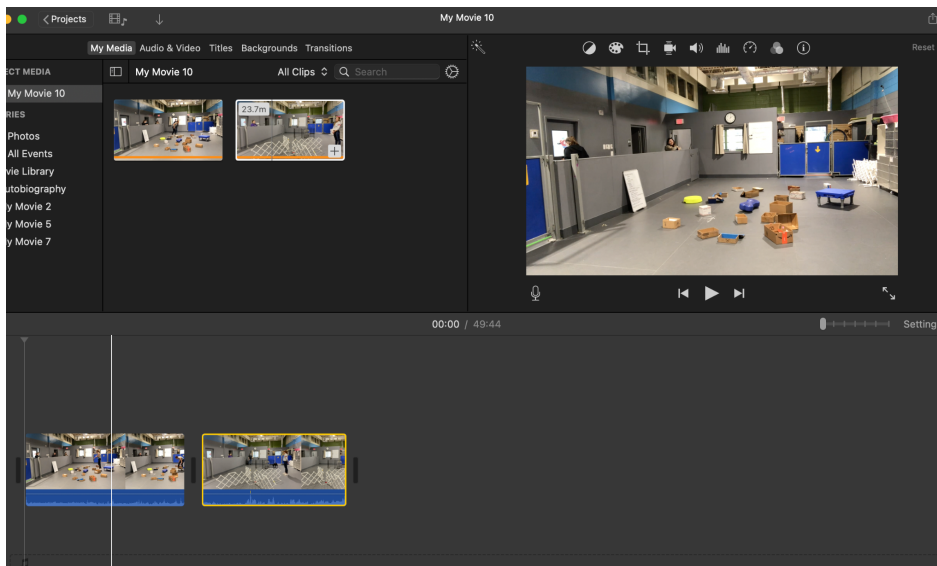 Projects
My Movie 10
My Media Audio & Video Titles Backgrounds Transitions
Reset
ECT MEDIA
My Movie 10
All Clips
Search
My Movie 10
RIES
Photos
All Events
vie Library
utobiography
y Movie 2
y Movie 5
y Movie 7
23.7m
00:00 / 49:44
Setting